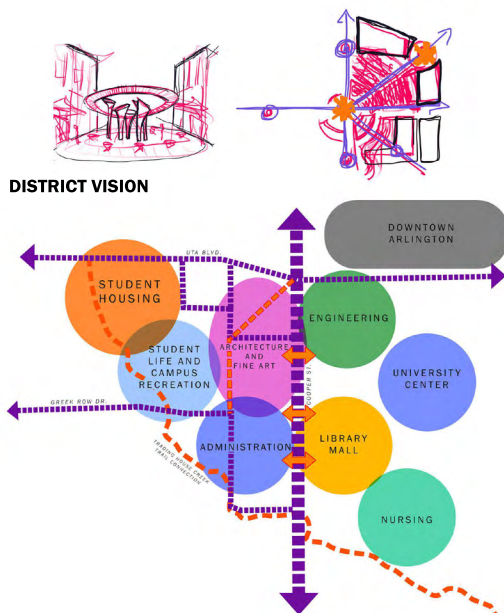 DISTRICT VISION
DOWNTOWN
ARLINGTON
UTA BLVD.
STUDENT
HOUSING
ENGINEERING
STUDENT
LIFE AND
CAMPUS
RECREATION
ARCHITECTURE
AND
FINE ART
COOPER ST.
UNIVERSITY
CENTER
GREEK ROW DR.
ADMINISTRATION
LIBRARY
MALL
TRADING HOUSE CREEK
TRAIL CONNECTION
NURSING